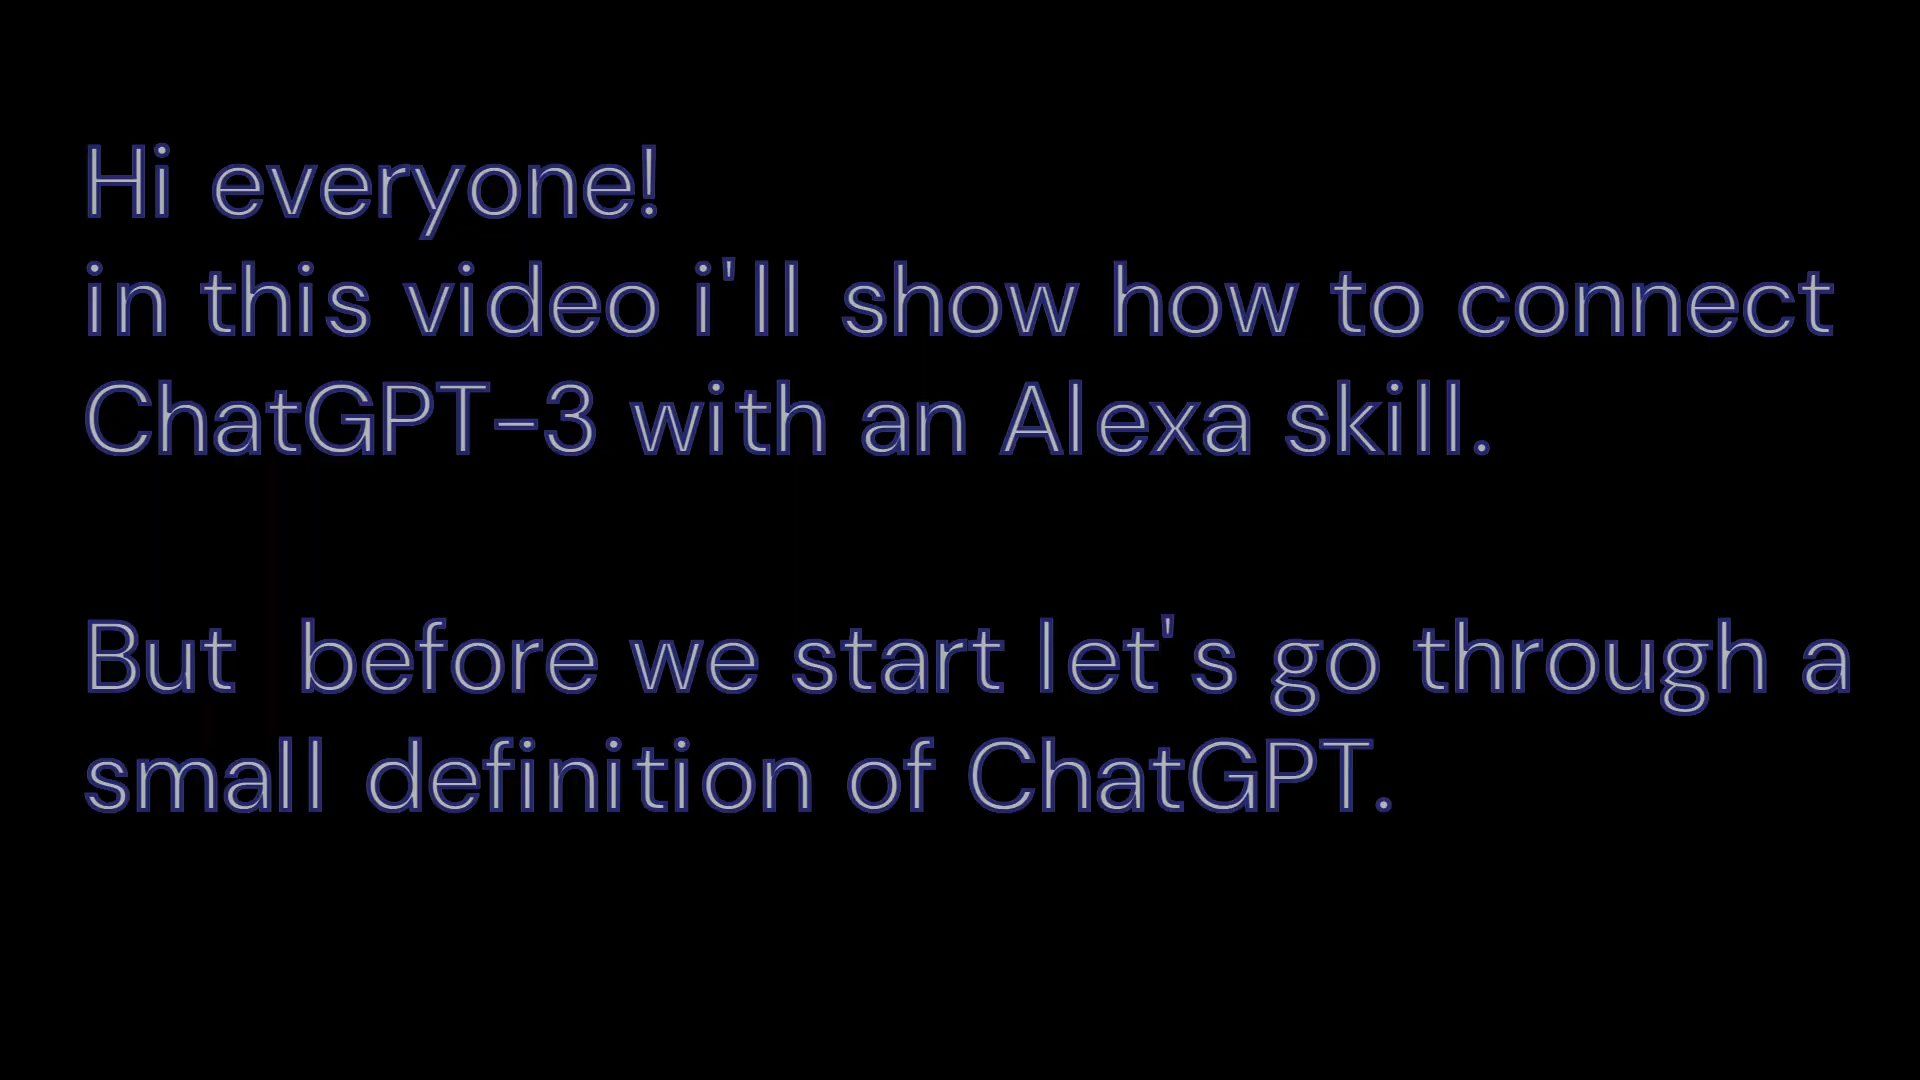 Hi everyone!
in this video i'll show how to connect
ChatGPT-3 with an Alexa skill.
But  before we start let's go through a
small definition of ChatGPT.